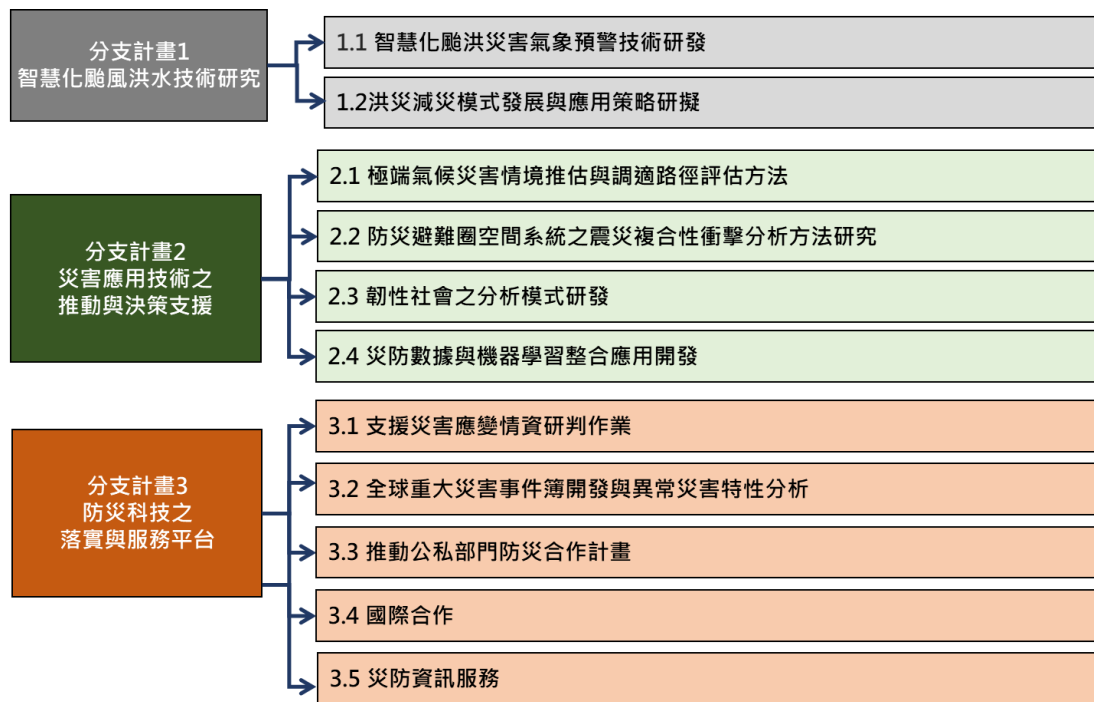 分支計畫1
智慧化颱風洪水技術研究
1.1 智慧化颱洪災害氣象預警技術研發
1.2洪災減災模式發展與應用策略研擬
分支計畫2
災害應用技術之
推動與決策支援
2.1 極端氣候災害情境推估與調適路徑評估方法
2.2 防災避難圈空間系統之震災複合性衝擊分析方法研究
2.3 韌性社會之分析模式研發
2.4 災防數據與機器學習整合應用開發
分支計畫3
防災科技之
落實與服務平台
3.1 支援災害應變情資研判作業
3.2 全球重大災害事件簿開發與異常災害特性分析
3.3 推動公私部門防災合作計畫
3.4 國際合作
3.5 災防資訊服務